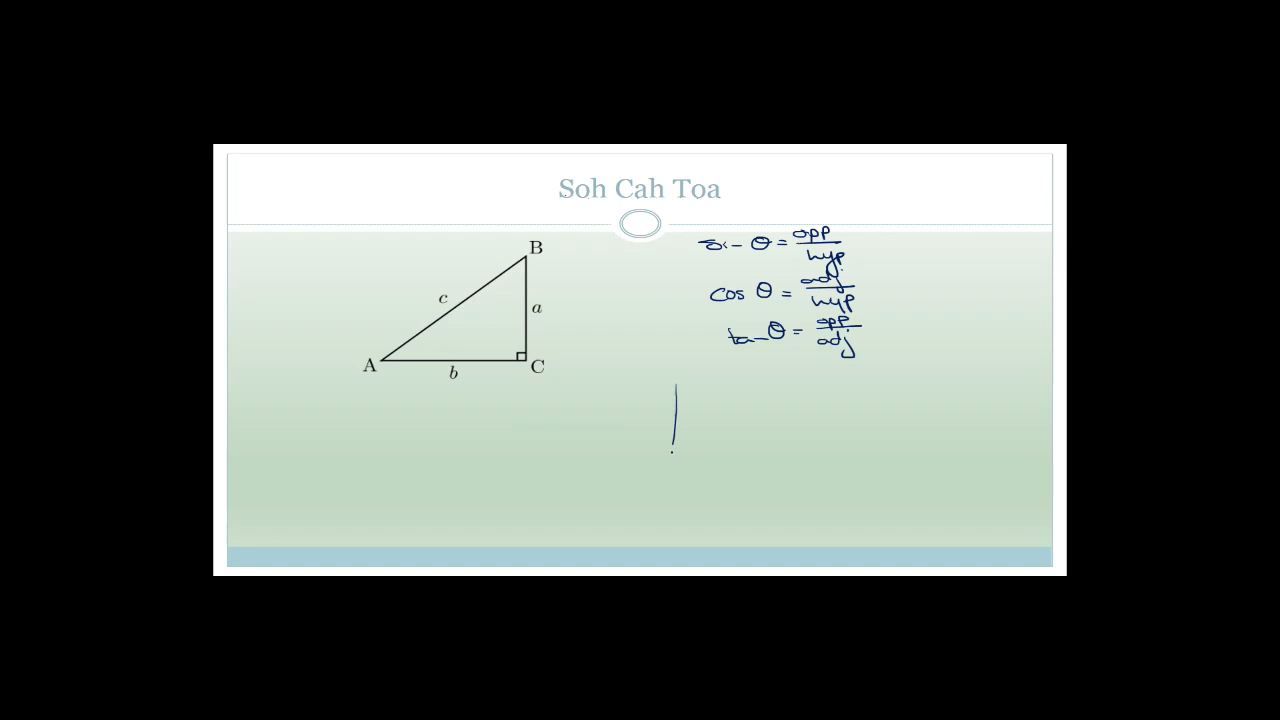 Soh Cah Toa
B
c
a
A
b
C
sin θ = opp/hyp
cos θ = adj/hyp
tan θ = opp/adj